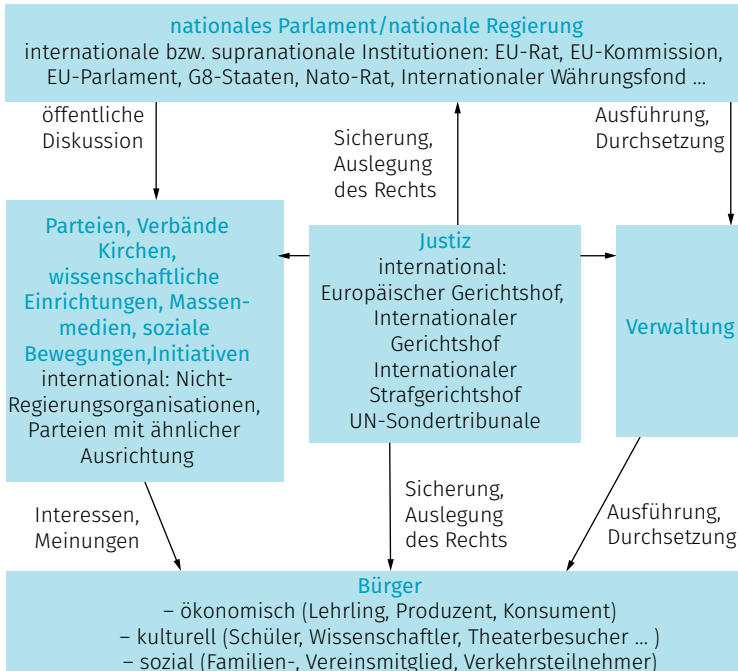 nationales Parlament/nationale Regierung
internationale bzw. supranationale Institutionen: EU-Rat, EU-Kommission,
EU-Parlament, G8-Staaten, Nato-Rat, Internationaler Währungsfond ...
öffentliche
Diskussion
Sicherung,
Auslegung
des Rechts
Ausführung,
Durchsetzung
Parteien, Verbände
Kirchen,
wissenschaftliche
Einrichtungen, Massen-
medien, soziale
Bewegungen,Initiativen
international: Nicht-
Regierungsorganisationen,
Parteien mit ähnlicher
Ausrichtung
Justiz
international:
Europäischer Gerichtshof,
Internationaler
Gerichtshof
Internationaler
Strafgerichtshof
UN-Sondertribunale
Verwaltung
Interessen,
Meinungen
Sicherung,
Auslegung
des Rechts
Ausführung,
Durchsetzung
Bürger
– ökonomisch (Lehrling, Produzent, Konsument)
– kulturell (Schüler, Wissenschaftler, Theaterbesucher ... )
– sozial (Familien-, Vereinsmitglied, Verkehrsteilnehmer)